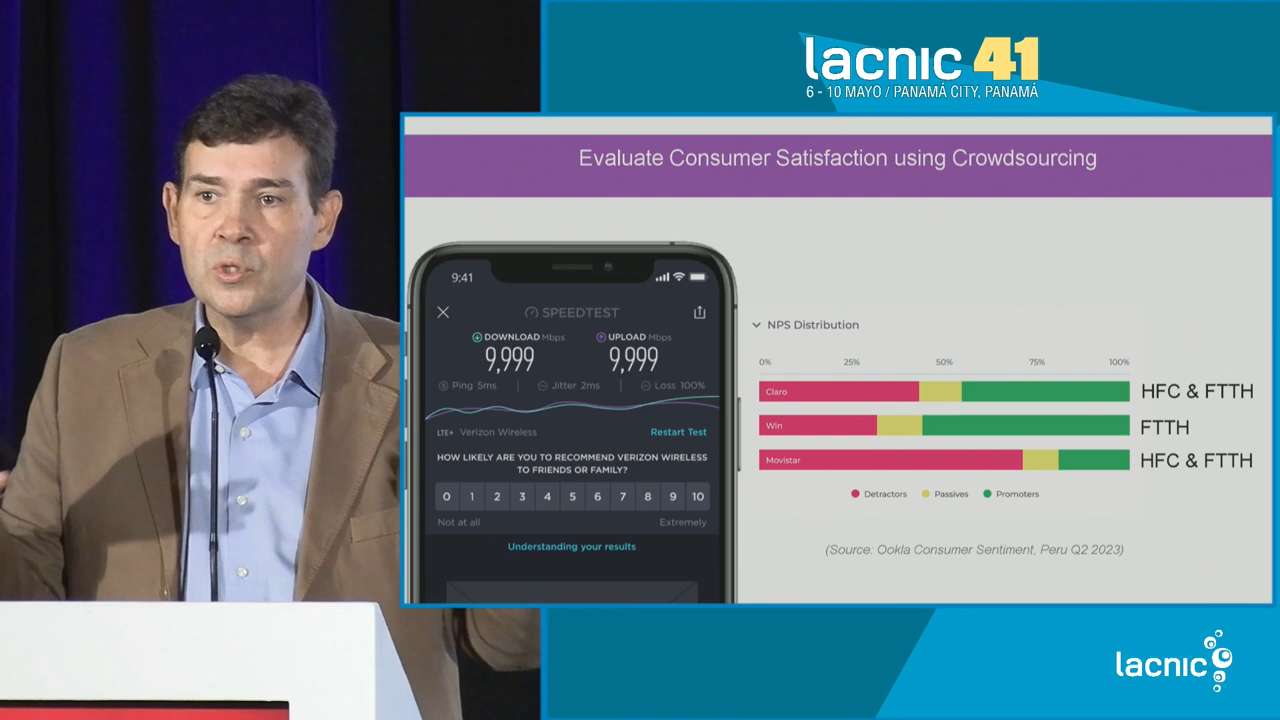 lacnic 41
6 - 10 MAYO / PANAMÁ CITY, PANAMÁ
Evaluate Consumer Satisfaction using Crowdsourcing
9:41
SPEEDTEST
DOWNLOAD Mbps
UPLOAD Mbps
9,999
9,999
Ping 5ms
Jitter 2ms
Loss 100%
LTE+ Verizon Wireless
Restart Test
HOW LIKELY ARE YOU TO RECOMMEND VERIZON WIRELESS
TO FRIENDS OR FAMILY?
0 1 2 3 4 5 6 7 8 9 10
Not at all
Extremely
Understanding your results
NPS Distribution
0% 25% 50% 75% 100%
Claro
HFC & FTTH
Win
FTTH
Movistar
HFC & FTTH
Detractors
Passives
Promoters
(Source: Ookla Consumer Sentiment, Peru Q2 2023)
lacnic